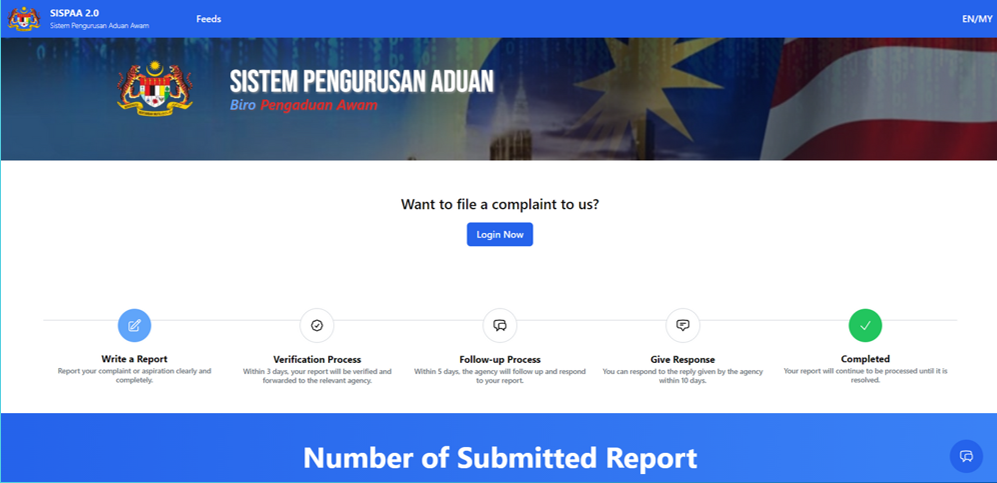 SISPAA 2.0
Sistem Pengurusan Aduan Awam
Feeds
EN/MY
SISTEM PENGURUSAN ADUAN
Biro Pengaduan Awam
Want to file a complaint to us?
Login Now
Write a Report
Report your complaint or aspiration clearly and
completely.
Verification Process
Within 3 days, your report will be verified and
forwarded to the relevant agency.
Follow-up Process
Within 5 days, the agency will follow up and respond
to your report.
Give Response
You can respond to the reply given by the agency
within 10 days.
Completed
Your report will continue to be processed until it is
resolved.
Number of Submitted Report